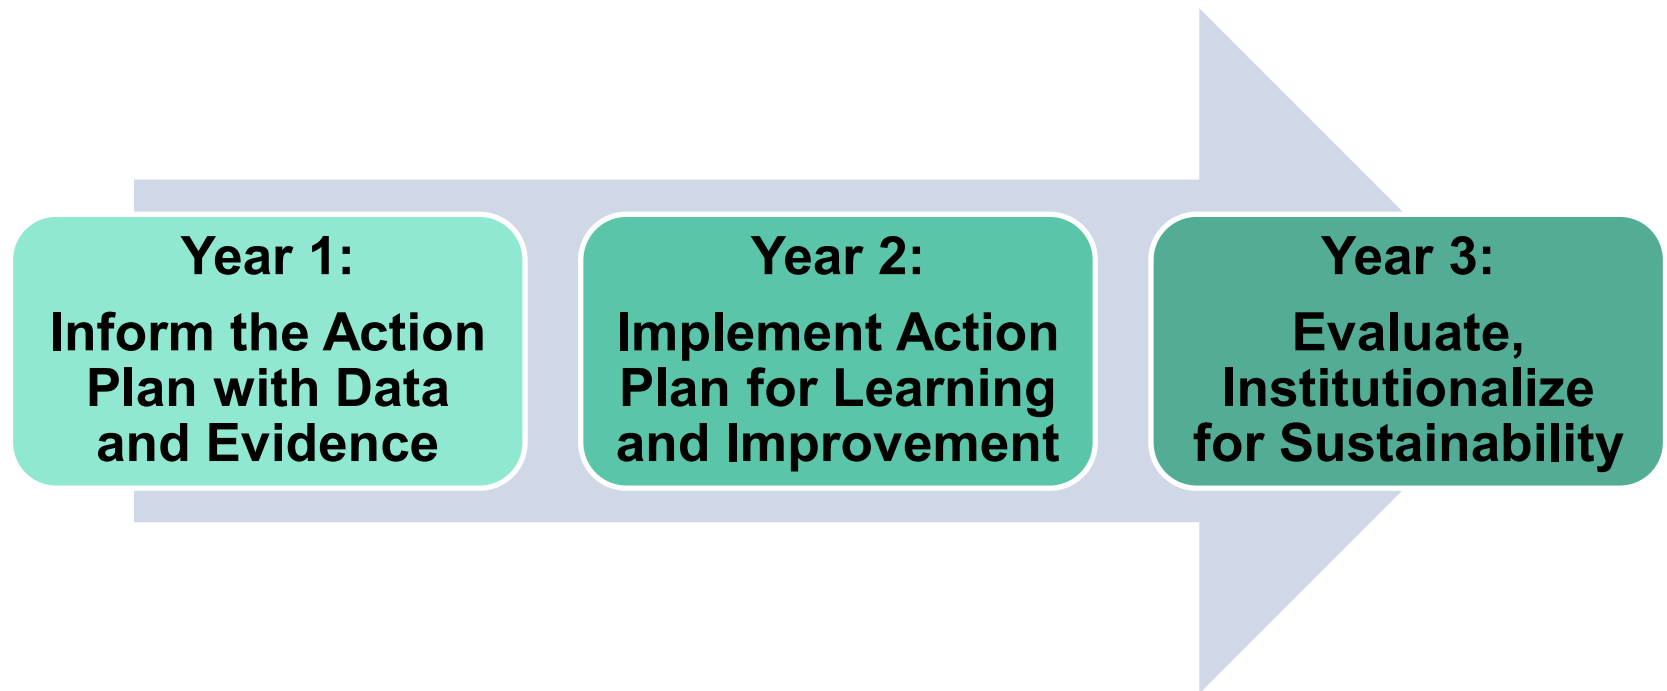 Year 1:
Inform the Action
Plan with Data
and Evidence
Year 2:
Implement Action
Plan for Learning
and Improvement
Year 3:
Evaluate,
Institutionalize
for Sustainability